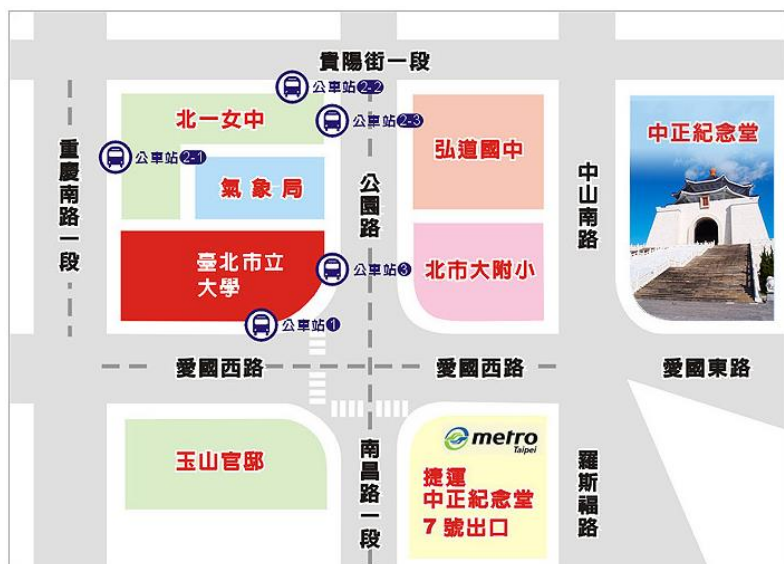 貴陽街一段
公車站2-2
北一女中
公車站2-3
中正紀念堂
弘道國中
公車站2-1
重慶南路一段
氣象局
公園路
中山南路
臺北市立
大學
公車站3
北市大附小
公車站1
愛國西路
愛國西路
愛國東路
metro
Taipei
玉山官邸
南昌路一段
捷運
中正紀念堂
7號出口
羅斯福路